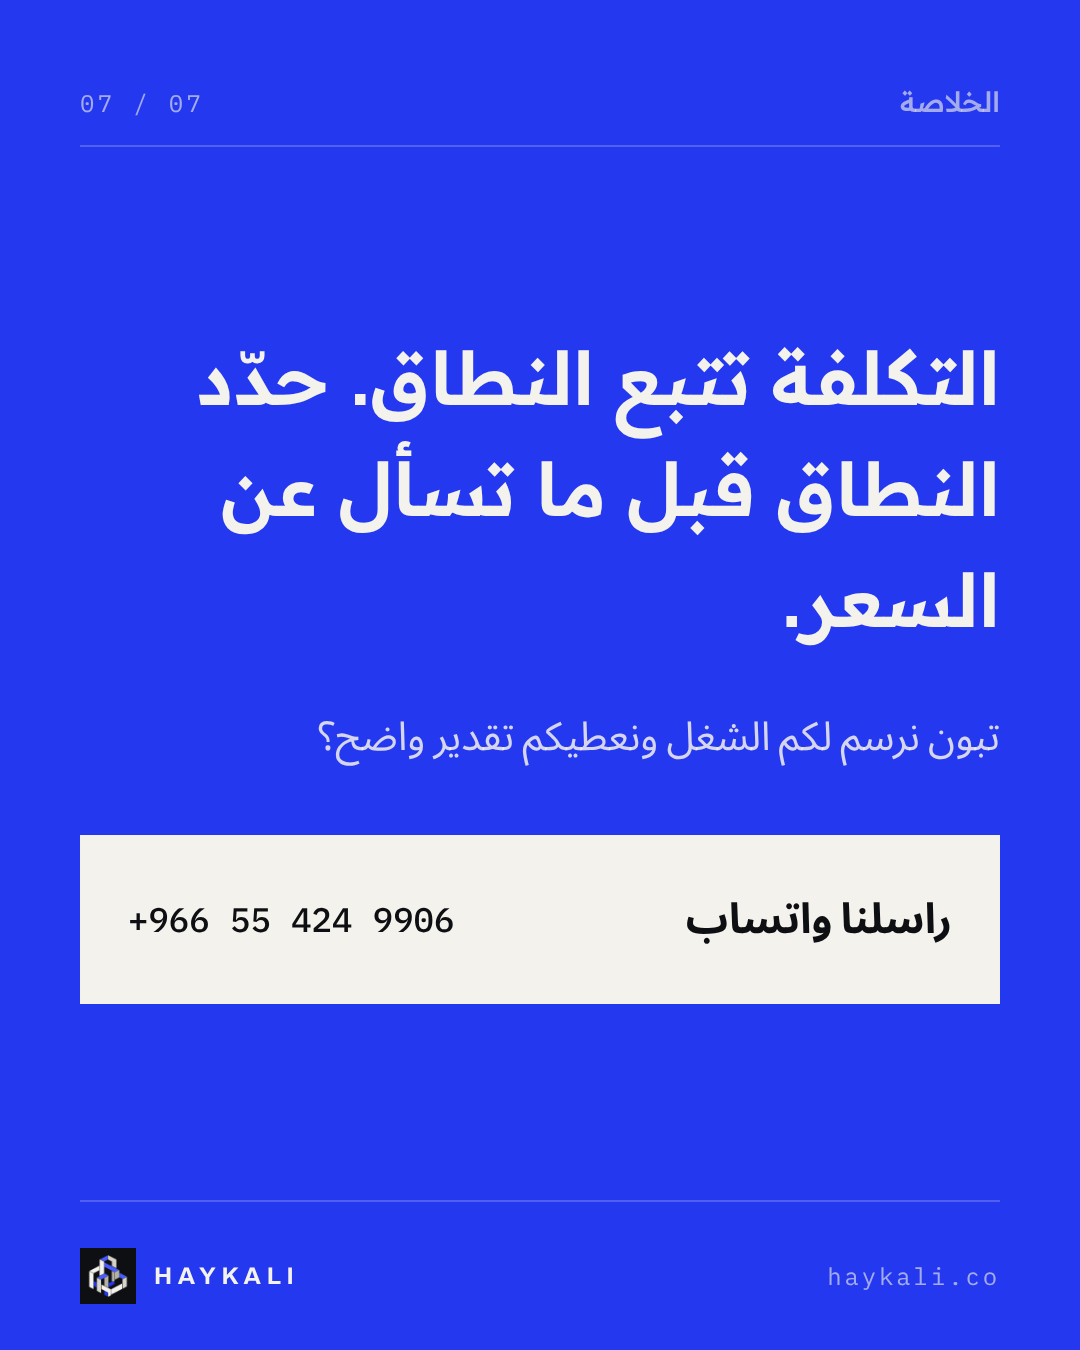 الخلاصة
07 / 07
التكلفة تتبع النطاق. حدّد
النطاق قبل ما تسأل عن
السعر.
تبون نرسم لكم الشغل ونعطيكم تقدير واضح؟
راسلنا واتساب
+966 55 424 9906
HAYKALI
haykali.co